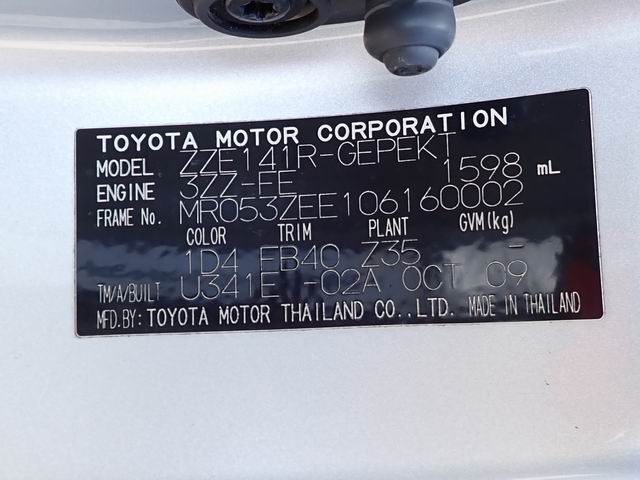 TOYOTA MOTOR CORPORATION
MODEL ZZE141R-GEPEKT
ENGINE 3ZZ-FE 1598 mL
FRAME No. MR053ZEE106160002
COLOR TRIM PLANT GVM(kg)
1D4 FB40 Z35 -
TM/A/BUILT U341E -02A OCT 09
MFD.BY: TOYOTA MOTOR THAILAND CO.,LTD. MADE IN THAILAND